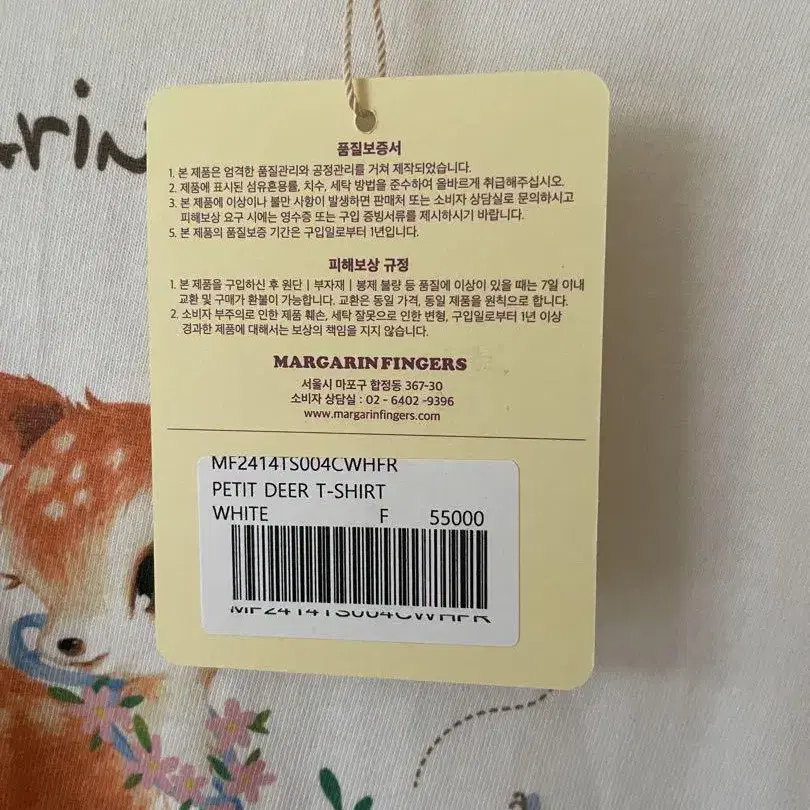 arin
품질보증서
1. 본 제품은 엄격한 품질관리와 공정관리를 거쳐 제작되었습니다.
2. 제품에 표시된 섬유혼용률, 치수, 세탁 방법을 준수하여 올바르게 취급해주십시오.
3. 본 제품에 이상이나 불만 사항이 발생하면 판매처 또는 소비자 상담실로 문의하시고
피해보상 요구 시에는 영수증 또는 구입 증빙서류를 제시하시기 바랍니다.
5. 본 제품의 품질보증 기간은 구입일로부터 1년입니다.
피해보상 규정
1. 본 제품을 구입하신 후 원단 | 부자재 | 봉제 불량 등 품질에 이상이 있을 때는 7일 이내
교환 및 구매가 환불이 가능합니다. 교환은 동일 가격, 동일 제품을 원칙으로 합니다.
2. 소비자 부주의로 인한 제품 훼손, 세탁 잘못으로 인한 변형, 구입일로부터 1년 이상
경과한 제품에 대해서는 보상의 책임을 지지 않습니다.
MARGARIN FINGERS
서울시 마포구 합정동 367-30
소비자 상담실 : 02 - 6402 -9396
www.margarinfingers.com
MF2414TS004CWHFR
PETIT DEER T-SHIRT
WHITE F 55000
MF2414TS004CWHFR